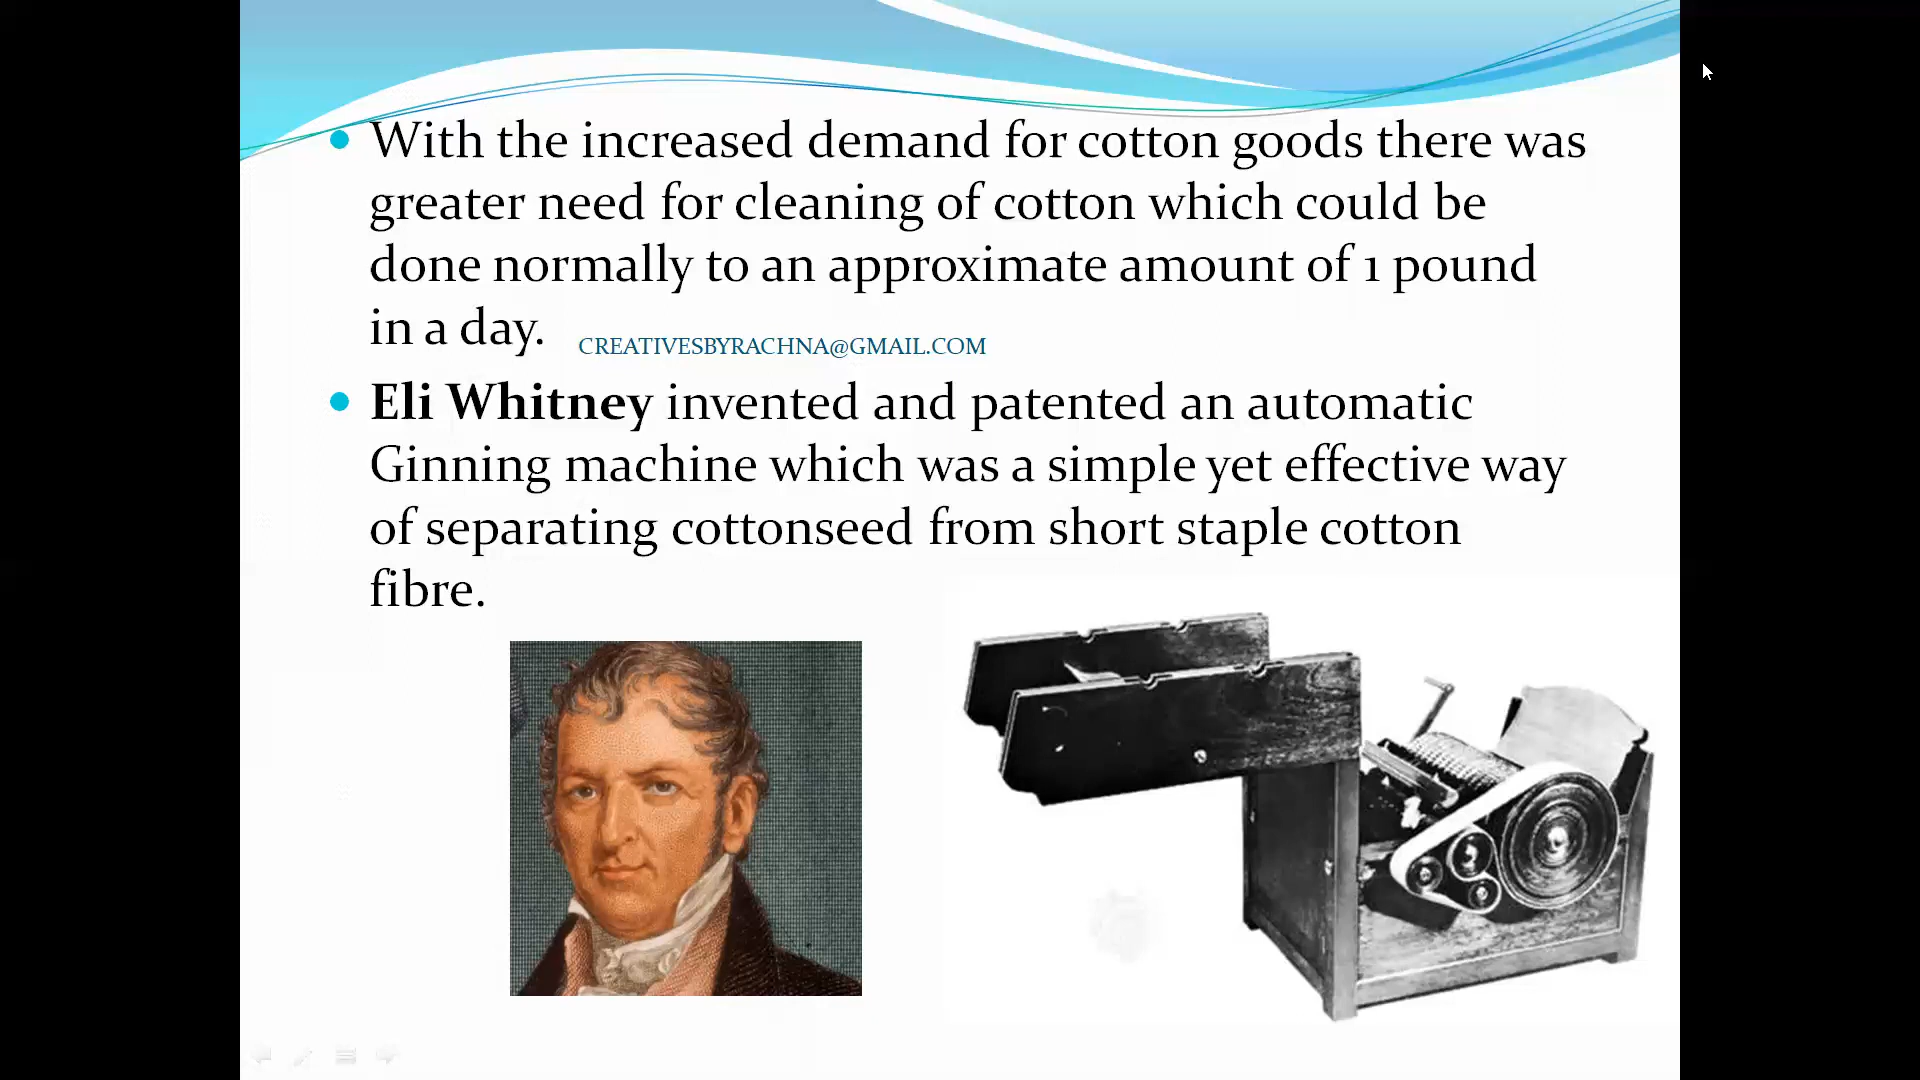 With the increased demand for cotton goods there was
greater need for cleaning of cotton which could be
done normally to an approximate amount of 1 pound
in a day.
CREATIVESBYRACHNA@GMAIL.COM
Eli Whitney invented and patented an automatic
Ginning machine which was a simple yet effective way
of separating cottonseed from short staple cotton
fibre.